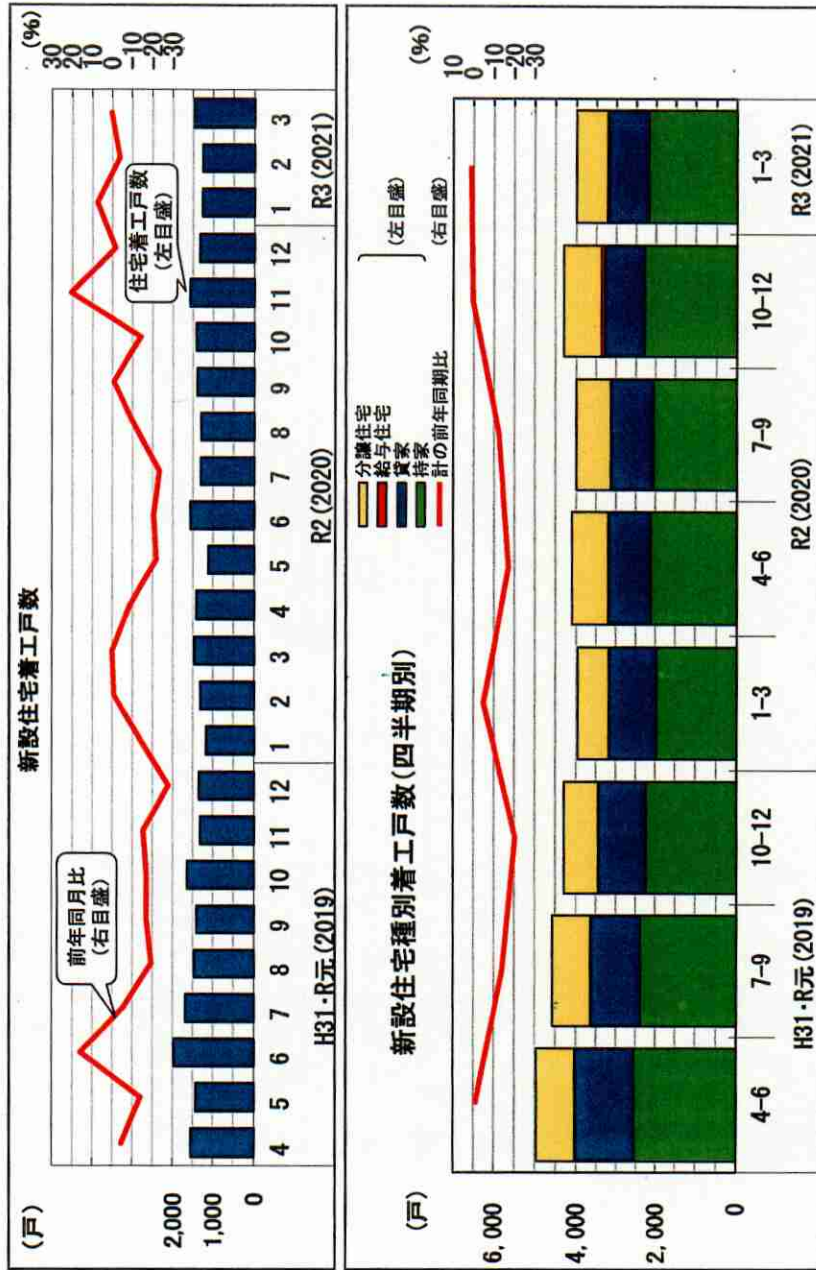 新設住宅着工戸数
(戸)
(%)
2,000
1,000
0
30
20
10
0
-10
-20
-30
前年同月比
(右目盛)
住宅着工戸数
(左目盛)
4 5 6 7 8 9 10 11 12 1 2 3 4 5 6 7 8 9 10 11 12 1 2 3
H31・R元(2019) R2(2020) R3(2021)
新設住宅種別着工戸数(四半期別)
(戸)
(%)
6,000
4,000
2,000
0
10
0
-10
-20
-30
分譲住宅
給与住宅
貸家
持家
計の前年同期比
(左目盛)
(右目盛)
4-6 7-9 10-12 1-3 4-6 7-9 10-12 1-3
H31・R元(2019) R2(2020) R3(2021)